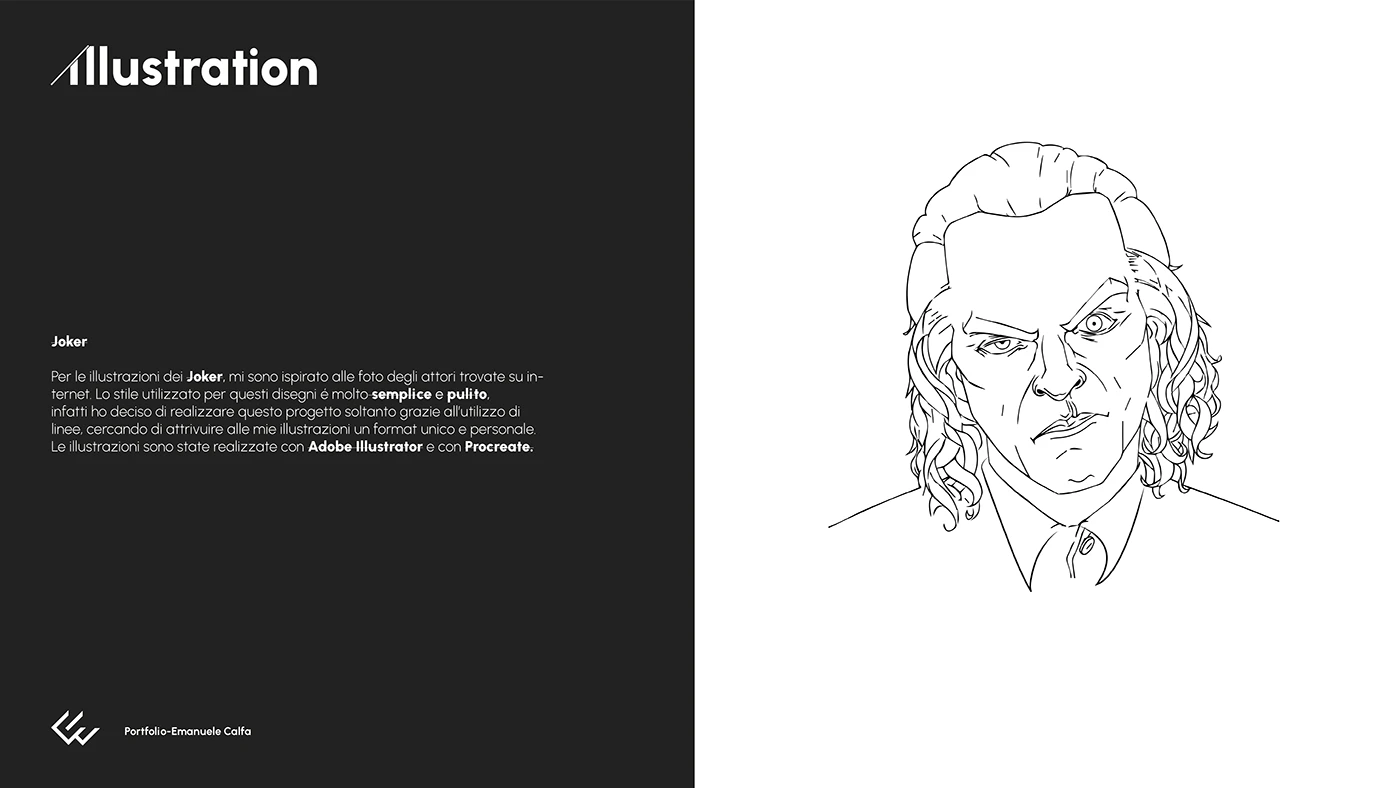 Illustration
Joker
Per le illustrazioni dei Joker, mi sono ispirato alle foto degli attori trovate su in-
ternet. Lo stile utilizzato per questi disegni é molto semplice e pulito,
infatti ho deciso di realizzare questo progetto soltanto grazie all'utilizzo di
linee, cercando di attrivuire alle mie illustrazioni un format unico e personale.
Le illustrazioni sono state realizzate con Adobe Illustrator e con Procreate.
Portfolio-Emanuele Calfa